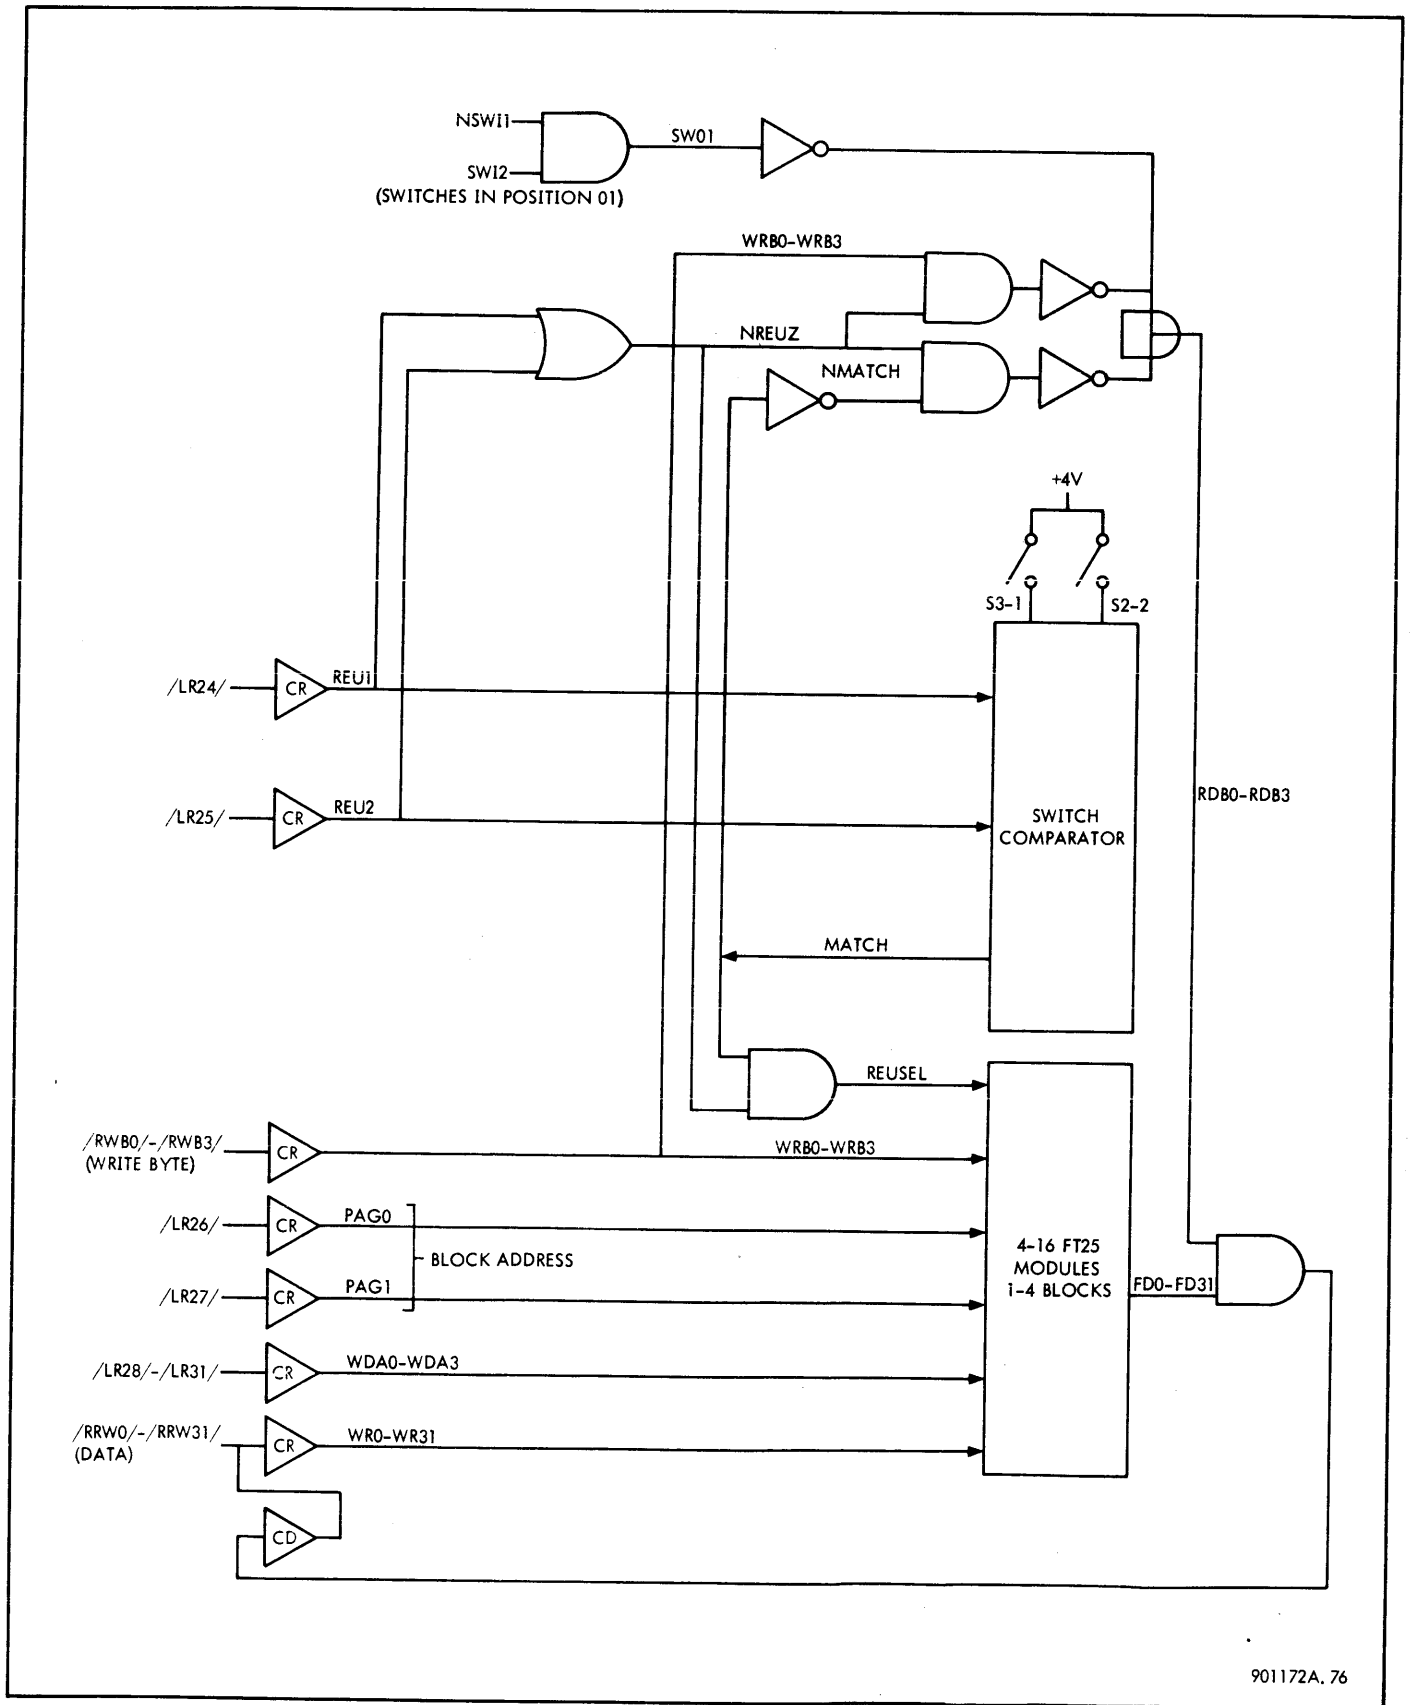 NSWI1
SW01
SWI2
(SWITCHES IN POSITION 01)
WRB0-WRB3
NREUZ
NMATCH
+4V
S3-1
S2-2
/LR24/
CR
REU1
RDB0-RDB3
/LR25/
CR
REU2
SWITCH
COMPARATOR
MATCH
REUSEL
/RWB0/-/RWB3/
(WRITE BYTE)
CR
WRB0-WRB3
/LR26/
CR
PAG0
BLOCK ADDRESS
4-16 FT25
MODULES
1-4 BLOCKS
/LR27/
CR
PAG1
FD0-FD31
/LR28/-/LR31/
CR
WDA0-WDA3
/RRW0/-/RRW31/
(DATA)
CR
WR0-WR31
CD
901172A. 76